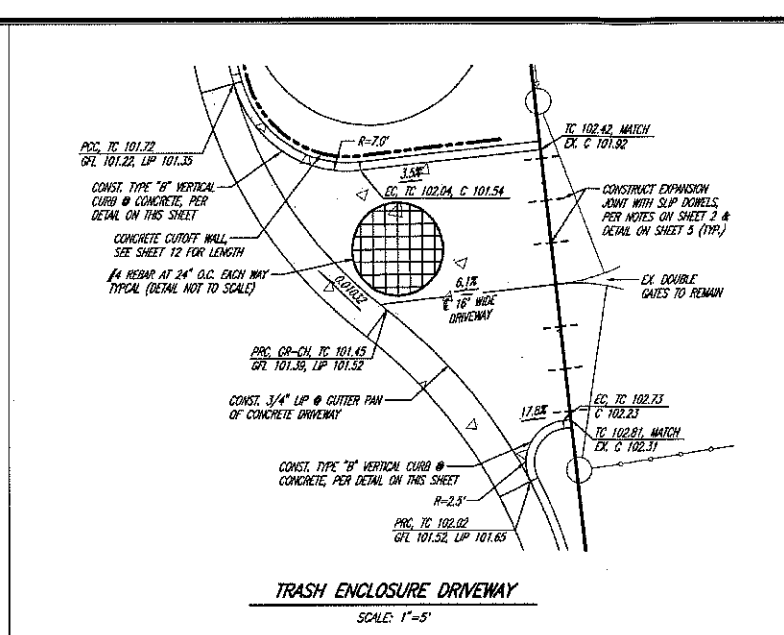 R=7.0'
TC 102.42, MATCH
EX. C 101.92
PCC, TC 101.72
GFL 101.22, LIP 101.35
3.5%
EC, TC 102.04, C 101.54
CONST. TYPE "B" VERTICAL
CURB @ CONCRETE, PER
DETAIL ON THIS SHEET
CONSTRUCT EXPANSION
JOINT WITH SLIP DOWELS,
PER NOTES ON SHEET 2 &
DETAIL ON SHEET 5 (TYP.)
CONCRETE CUTOFF WALL,
SEE SHEET 12 FOR LENGTH
#4 REBAR AT 24" O.C. EACH WAY
TYPCAL (DETAIL NOT TO SCALE)
0.01032
6.1%
℄ 16" WIDE
DRIVEWAY
EX. DOUBLE
GATES TO REMAIN
PRC, GR-CH, TC 101.45
GFL 101.39, LIP 101.52
CONST. 3/4" LIP @ GUTTER PAN
OF CONCRETE DRIVEWAY
17.8%
EC, TC 102.73
C 102.23
TC 102.81, MATCH
EX. C 102.31
CONST. TYPE "B" VERTICAL CURB @
CONCRETE, PER DETAIL ON THIS SHEET
R=2.5'
PRC, TC 102.02
GFL 101.52, LIP 101.65
TRASH ENCLOSURE DRIVEWAY
SCALE: 1"=5'